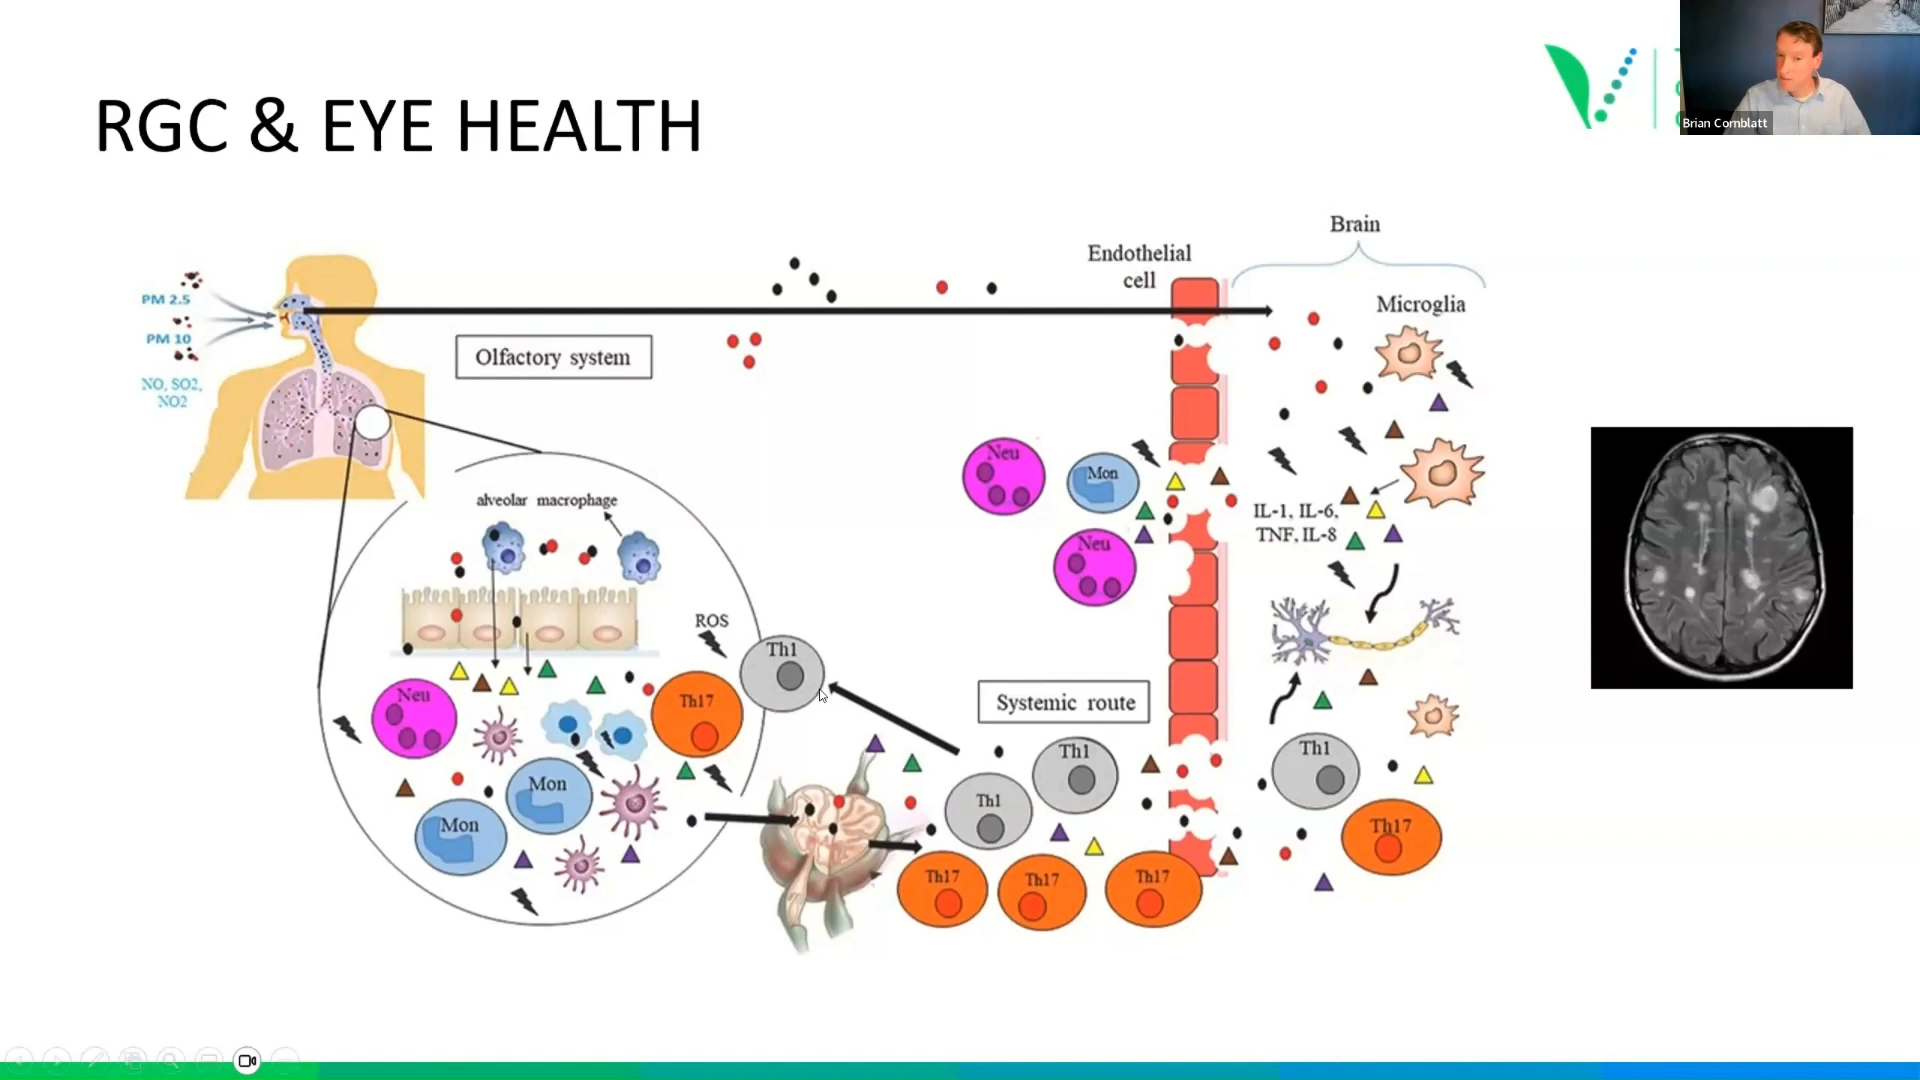 RGC & EYE HEALTH
Brian Cornblatt
Brain
Endothelial
cell
Microglia
PM 2.5
PM 10
NO, SO2,
NO2
Olfactory system
Neu
Mon
Neu
IL-1, IL-6,
TNF, IL-8
alveolar macrophage
ROS
Th1
Neu
Th17
Mon
Mon
Systemic route
Th1
Th1
Th17
Th17
Th17
Th1
Th17